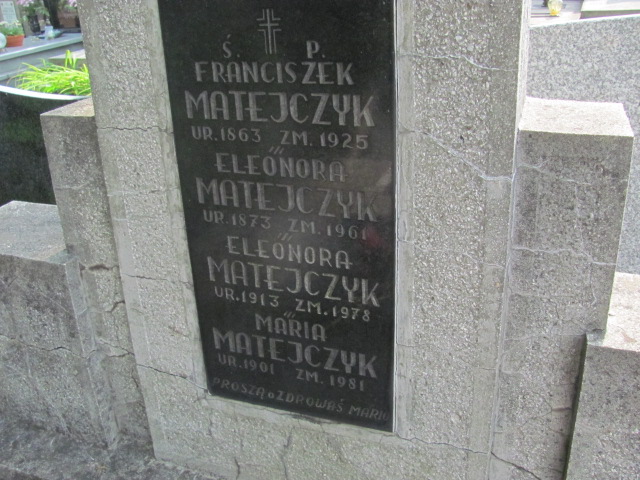 Ś. P.
FRANCISZEK
MATEJCZYK
UR. 1863 ZM. 1925
ELEONORA
MATEJCZYK
UR. 1873 ZM. 1961
ELEONORA
MATEJCZYK
UR. 1913 ZM. 1978
MARIA
MATEJCZYK
UR. 1901 ZM. 1981
PROSZĄ O ZDROWAŚ MARIO